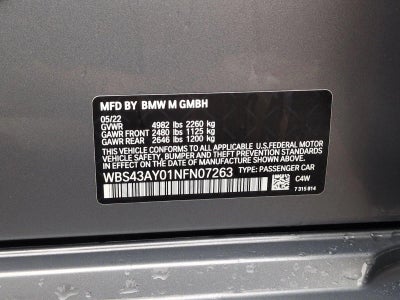 MFD BY BMW M GMBH
05/22
GVWR 4982 lbs 2260 kg
GAWR FRONT 2480 lbs 1125 kg
GAWR REAR 2646 lbs 1200 kg
THIS VEHICLE CONFORMS TO ALL APPLICABLE U.S.FEDERAL MOTOR
VEHICLE SAFETY, BUMPER, AND THEFT PREVENTION STANDARDS IN
EFFECT ON THE DATE OF MANUFACTURE SHOWN ABOVE.
WBS43AY01NFN07263 TYPE: PASSENGER CAR
C4W
7 315 814